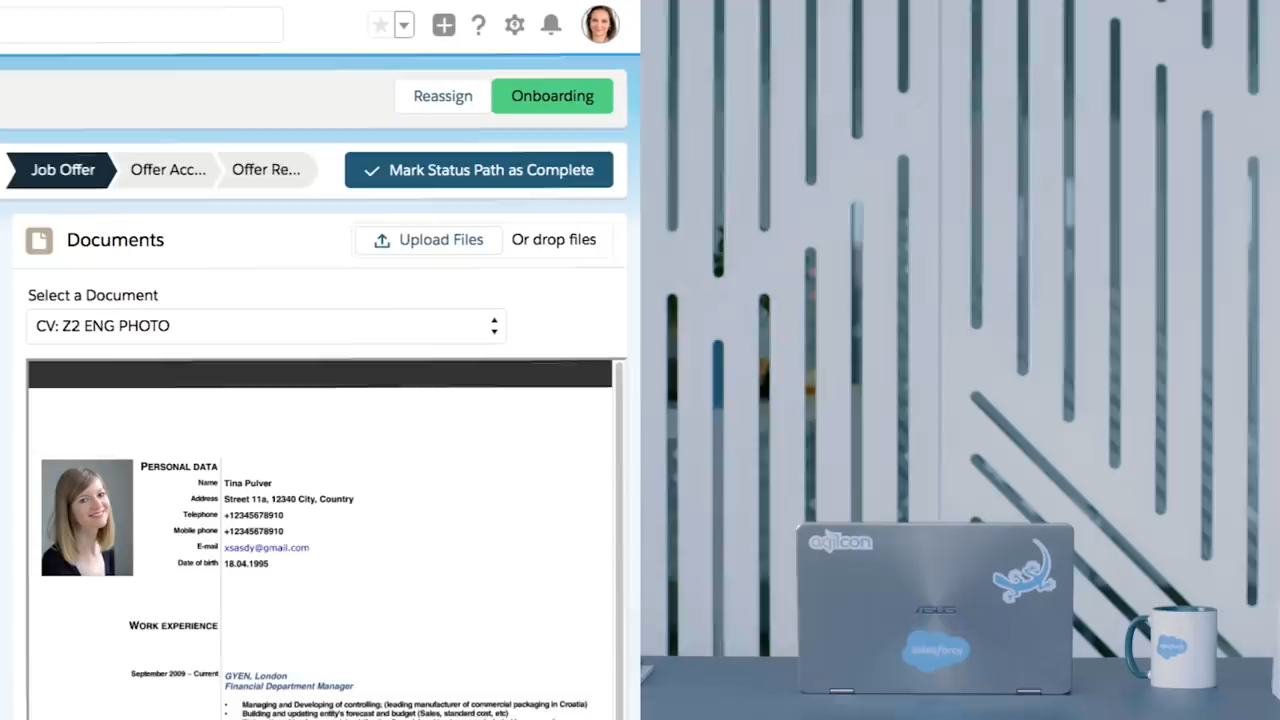 Reassign
Onboarding
Job Offer
Offer Acc...
Offer Re...
Mark Status Path as Complete
Documents
Upload Files
Or drop files
Select a Document
CV: Z2 ENG PHOTO
PERSONAL DATA
Name Tina Pulver
Address Street 11a, 12340 City, Country
Telephone +12345678910
Mobile phone +12345678910
E-mail xsasdy@gmail.com
Date of birth 18.04.1995
WORK EXPERIENCE
September 2009 – Current GYEN, London
Financial Department Manager
• Managing and Developing of controlling; (leading manufacturer of commercial packaging in Croatia)
• Building and updating entity's forecast and budget (Sales, standard cost, etc)
agilcon
ASUS
salesforce
salesforce